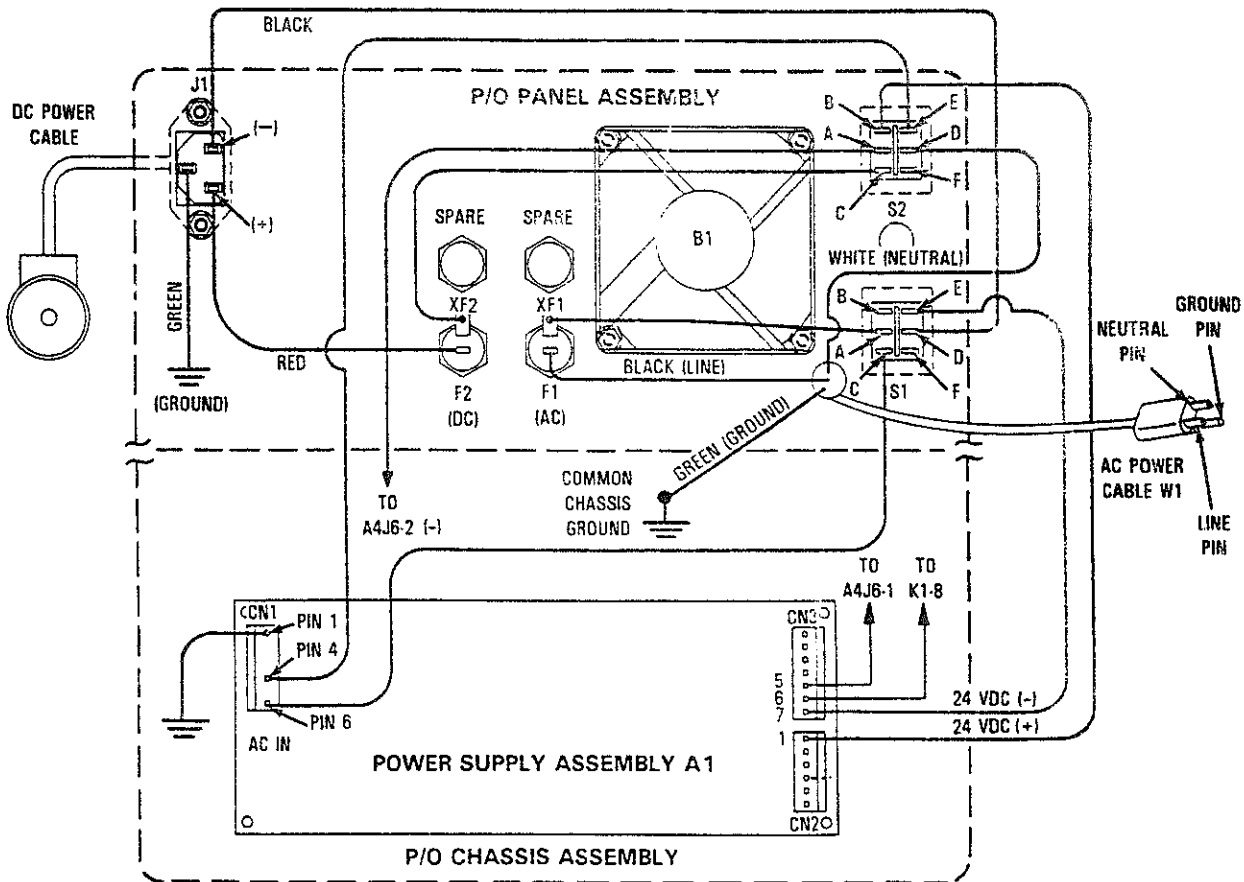 BLACK
J1
DC POWER
CABLE
(—)
(+)
GREEN
(GROUND)
RED
P/O PANEL ASSEMBLY
SPARE
SPARE
XF2
XF1
F2
(DC)
F1
(AC)
B1
BLACK (LINE)
B
E
A
D
C
F
S2
WHITE (NEUTRAL)
B
E
A
D
C
F
S1
GROUND
PIN
NEUTRAL
PIN
AC POWER
CABLE W1
LINE
PIN
GREEN (GROUND)
COMMON
CHASSIS
GROUND
TO
A4J6-2 (-)
TO
A4J6-1
TO
K1-8
CN1
PIN 1
PIN 4
PIN 6
AC IN
CN3
5
6
7
24 VDC (-)
24 VDC (+)
1
CN2
POWER SUPPLY ASSEMBLY A1
P/O CHASSIS ASSEMBLY